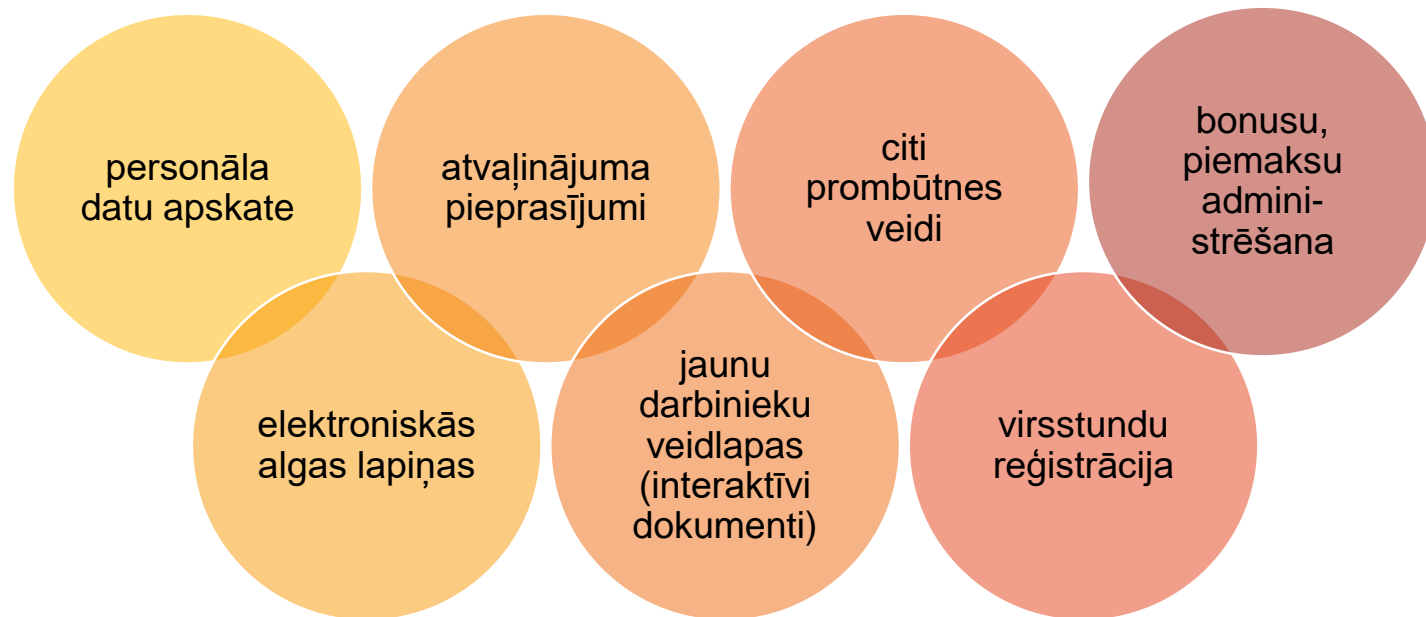 personāla
datu apskate
elektroniskās
algas lapiņas
atvaļinājuma
pieprasījumi
jaunu
darbinieku
veidlapas
(interaktīvi
dokumenti)
citi
prombūtnes
veidi
virsstundu
reģistrācija
bonusu,
piemaksu
admini-
strēšana